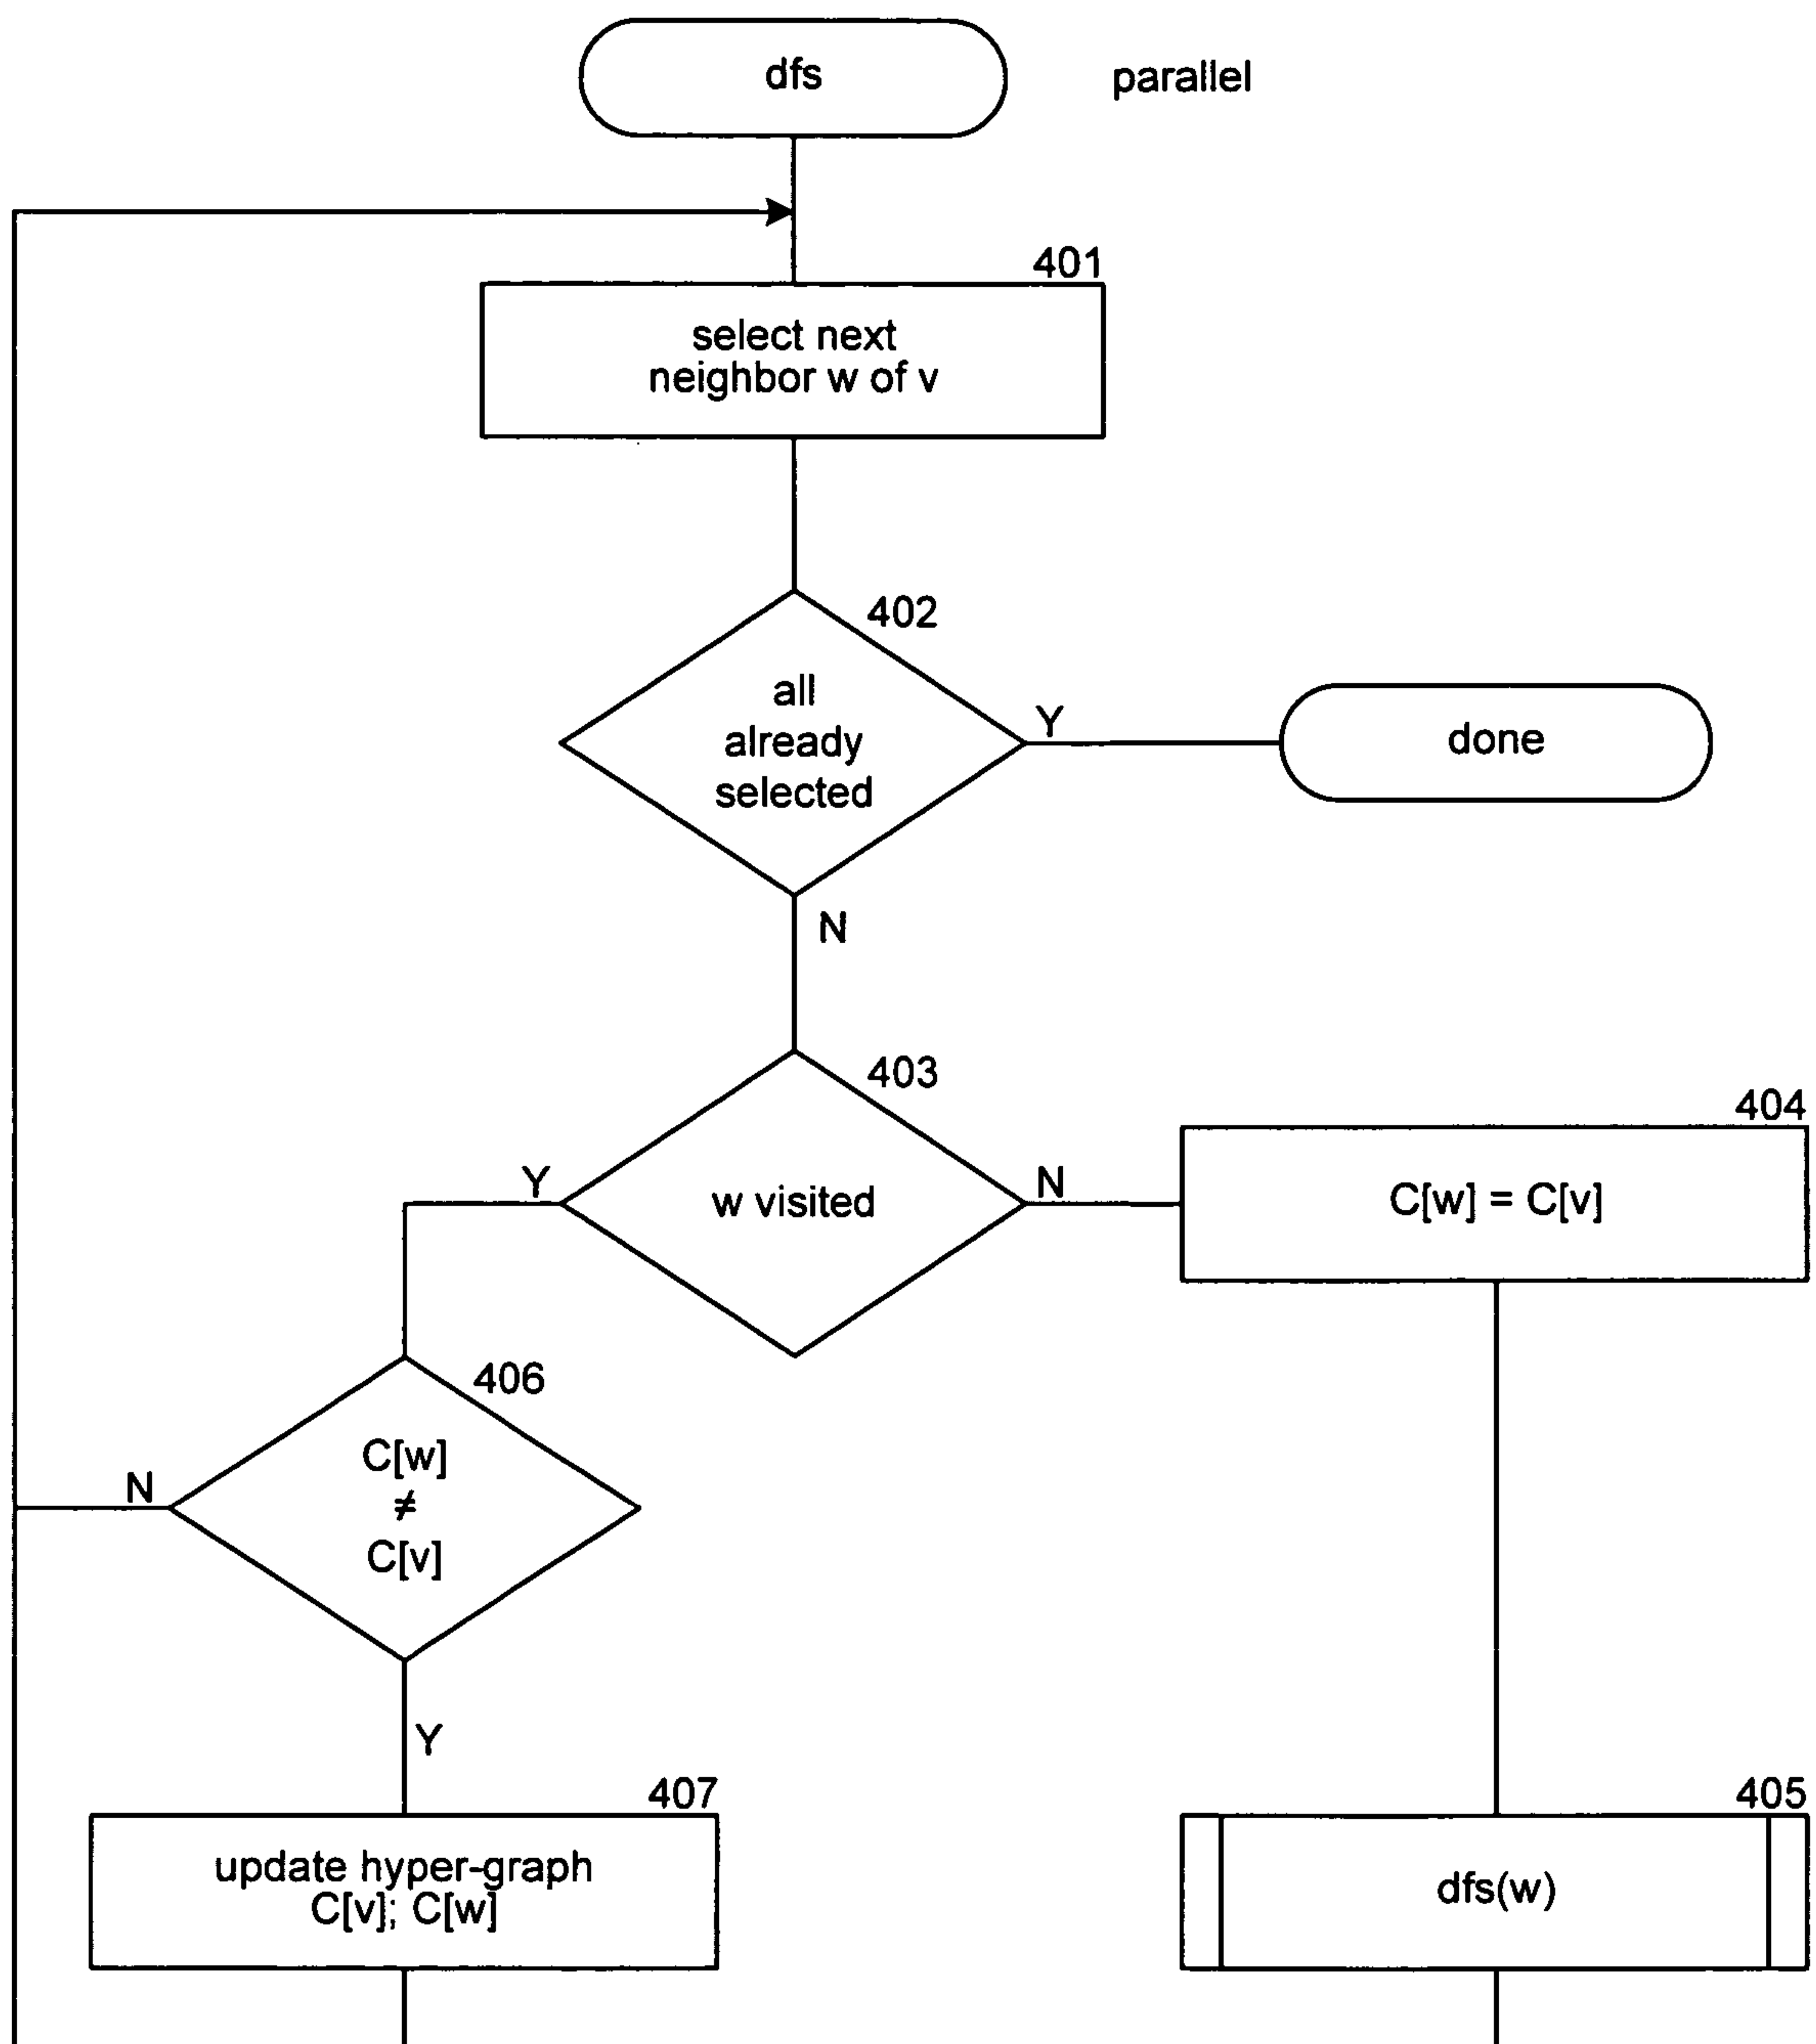 dfs
parallel
401
select next
neighbor w of v
402
all
already
selected
Y
done
N
403
w visited
Y
N
404
C[w] = C[v]
406
C[w]
≠
C[v]
N
Y
407
update hyper-graph
C[v]; C[w]
405
dfs(w)